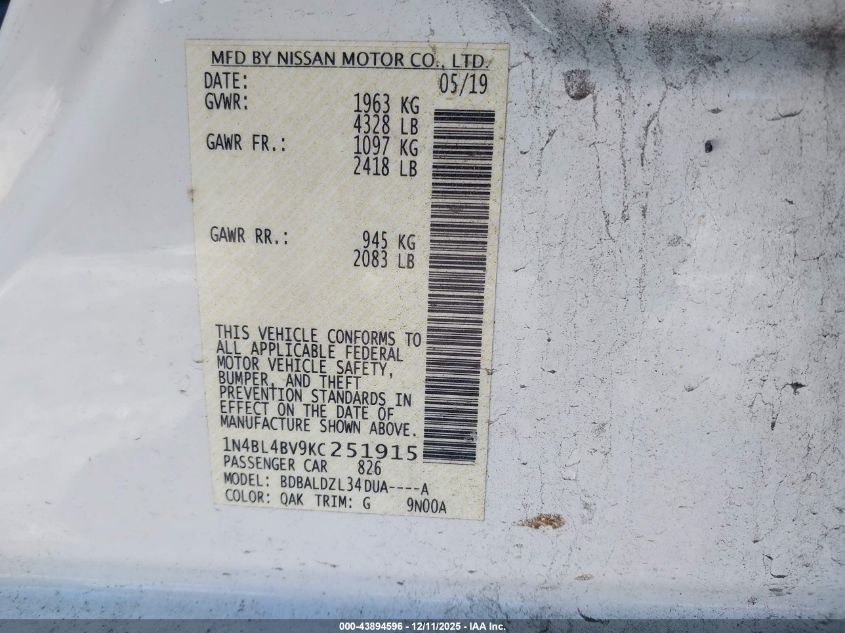 MFD BY NISSAN MOTOR CO., LTD.
DATE: 05/19
GVWR: 1963 KG
4328 LB
GAWR FR.: 1097 KG
2418 LB
GAWR RR.: 945 KG
2083 LB
THIS VEHICLE CONFORMS TO
ALL APPLICABLE FEDERAL
MOTOR VEHICLE SAFETY,
BUMPER, AND THEFT
PREVENTION STANDARDS IN
EFFECT ON THE DATE OF
MANUFACTURE SHOWN ABOVE.
1N4BL4BV9KC251915
PASSENGER CAR 826
MODEL: BDBALDZL34DUA----A
COLOR: QAK TRIM: G 9N00A
000-43894596 - 12/11/2025 - IAA Inc.